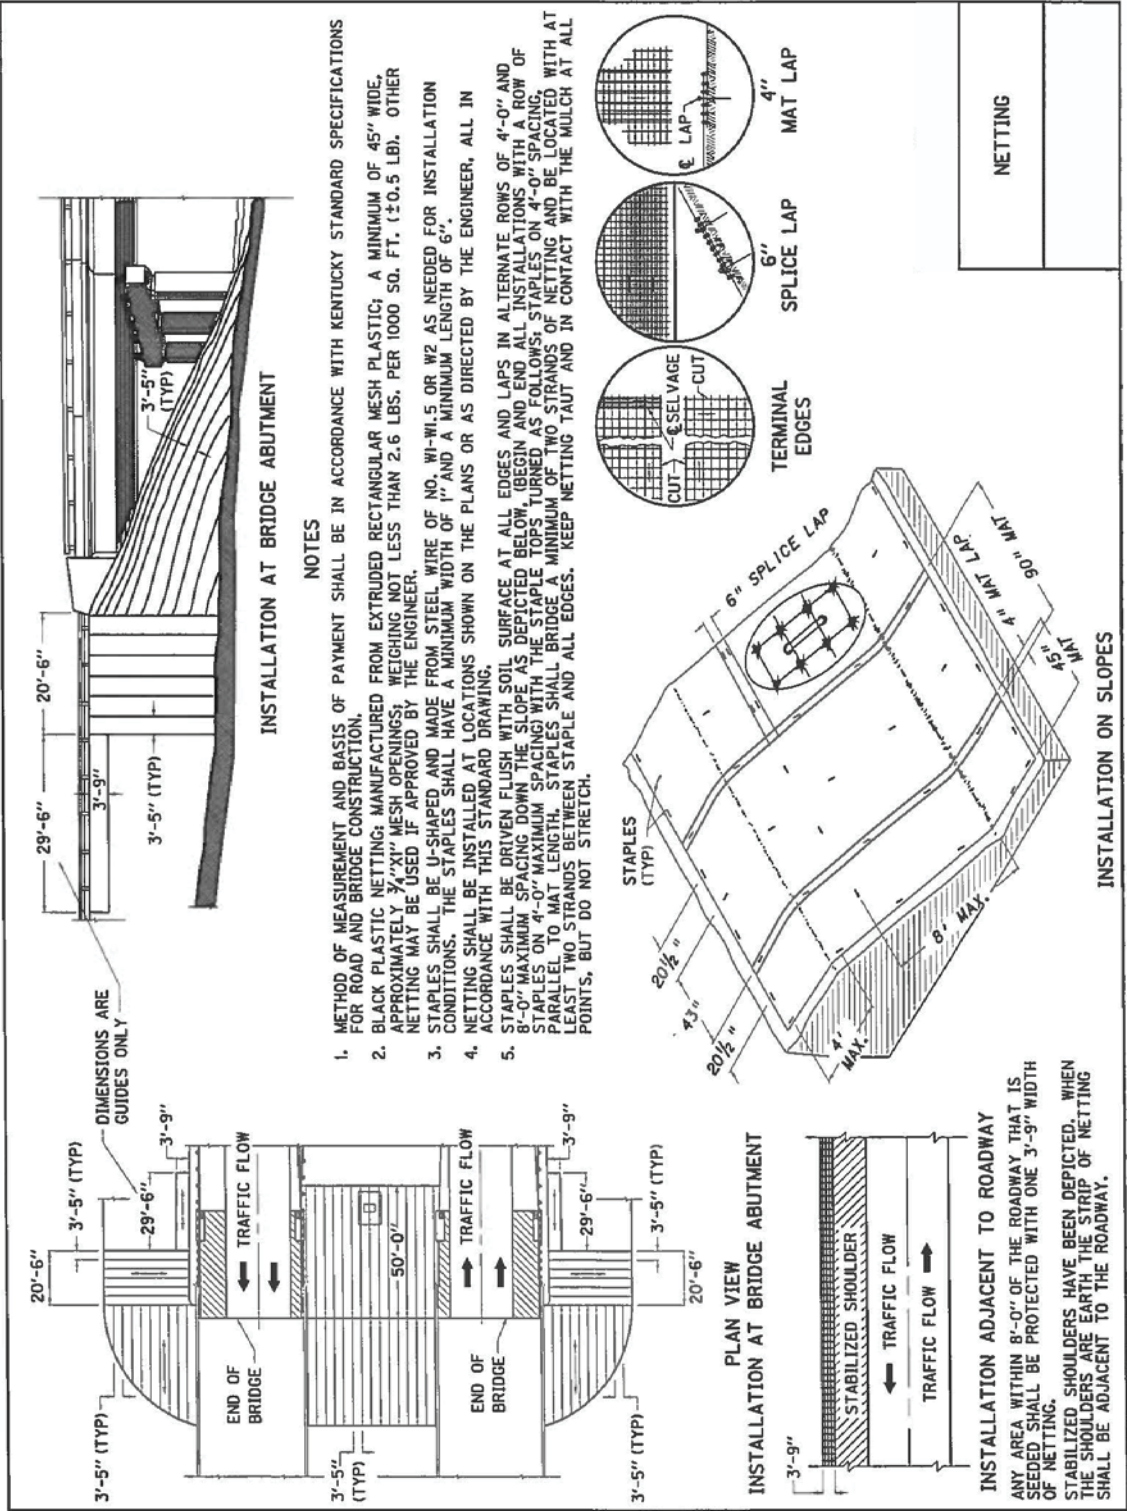 29'-6"
20'-6"
3'-9"
3'-5" (TYP)
3'-5"
(TYP)
INSTALLATION AT BRIDGE ABUTMENT
NOTES
1. METHOD OF MEASUREMENT AND BASIS OF PAYMENT SHALL BE IN ACCORDANCE WITH KENTUCKY STANDARD SPECIFICATIONS
FOR ROAD AND BRIDGE CONSTRUCTION.
2. BLACK PLASTIC NETTING: MANUFACTURED FROM EXTRUDED RECTANGULAR MESH PLASTIC; A MINIMUM OF 45" WIDE,
APPROXIMATELY 3/4"X1" MESH OPENINGS; WEIGHING NOT LESS THAN 2.6 LBS. PER 1000 SQ. FT. (±0.5 LB). OTHER
NETTING MAY BE USED IF APPROVED BY THE ENGINEER.
3. STAPLES SHALL BE U-SHAPED AND MADE FROM STEEL WIRE OF NO. W1-W1.5 OR W2 AS NEEDED FOR INSTALLATION
CONDITIONS. THE STAPLES SHALL HAVE A MINIMUM WIDTH OF 1" AND A MINIMUM LENGTH OF 6".
4. NETTING SHALL BE INSTALLED AT LOCATIONS SHOWN ON THE PLANS OR AS DIRECTED BY THE ENGINEER, ALL IN
ACCORDANCE WITH THIS STANDARD DRAWING.
5. STAPLES SHALL BE DRIVEN FLUSH WITH SOIL SURFACE AT ALL EDGES AND LAPS IN ALTERNATE ROWS OF 4'-0" AND
8'-0" MAXIMUM SPACING DOWN THE SLOPE AS DEPICTED BELOW, (BEGIN AND END ALL INSTALLATIONS WITH A ROW OF
STAPLES ON 4'-0" MAXIMUM SPACING) WITH THE STAPLE TOPS TURNED AS FOLLOWS: STAPLES ON 4'-0" SPACING,
PARALLEL TO MAT LENGTH. STAPLES SHALL BRIDGE A MINIMUM OF TWO STRANDS OF NETTING AND BE LOCATED WITH AT
LEAST TWO STRANDS BETWEEN STAPLE AND ALL EDGES. KEEP NETTING TAUT AND IN CONTACT WITH THE MULCH AT ALL
POINTS, BUT DO NOT STRETCH.
DIMENSIONS ARE
GUIDES ONLY
20'-6"
3'-5" (TYP)
29'-6"
3'-9"
3'-5" (TYP)
TRAFFIC FLOW
END OF
BRIDGE
3'-5"
(TYP)
50'-0"
END OF
BRIDGE
TRAFFIC FLOW
3'-9"
29'-6"
3'-5" (TYP)
3'-5" (TYP)
20'-6"
PLAN VIEW
INSTALLATION AT BRIDGE ABUTMENT
3'-9"
STABILIZED SHOULDER
TRAFFIC FLOW
TRAFFIC FLOW
INSTALLATION ADJACENT TO ROADWAY
ANY AREA WITHIN 8'-0" OF THE ROADWAY THAT IS
SEEDED SHALL BE PROTECTED WITH ONE 3'-9" WIDTH
OF NETTING.
STABILIZED SHOULDERS HAVE BEEN DEPICTED. WHEN
THE SHOULDERS ARE EARTH THE STRIP OF NETTING
SHALL BE ADJACENT TO THE ROADWAY.
STAPLES
(TYP)
6" SPLICE LAP
20 1/2"
43"
20 1/2"
4'
MAX.
8' MAX.
45"
MAT
4" MAT LAP
90" MAT
INSTALLATION ON SLOPES
CUT
℄ SELVAGE
CUT
TERMINAL
EDGES
6"
SPLICE LAP
℄ LAP
4"
MAT LAP
NETTING